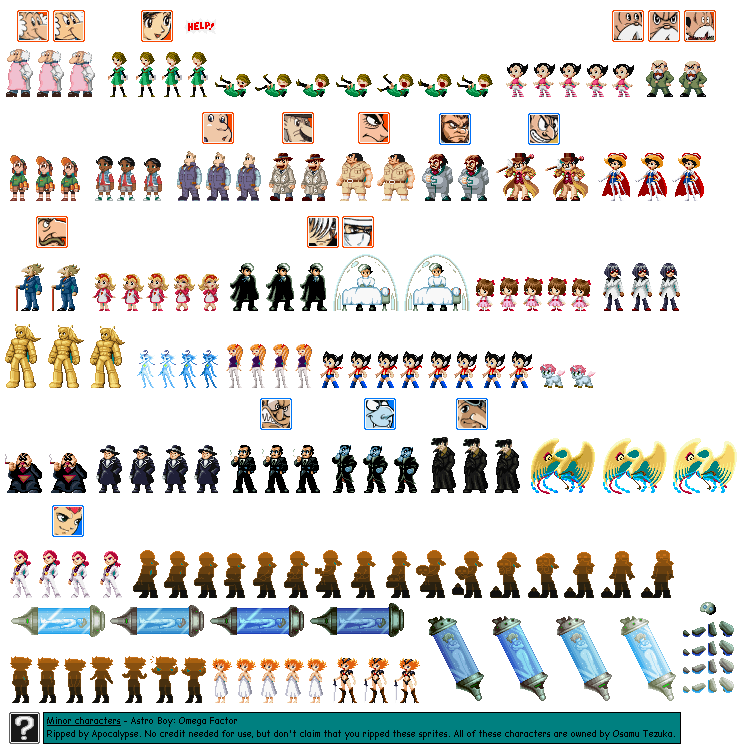 HELP!
Minor characters - Astro Boy: Omega Factor
Ripped by Apocalypse. No credit needed for use, but don't claim that you ripped these sprites. All of these characters are owned by Osamu Tezuka.
?